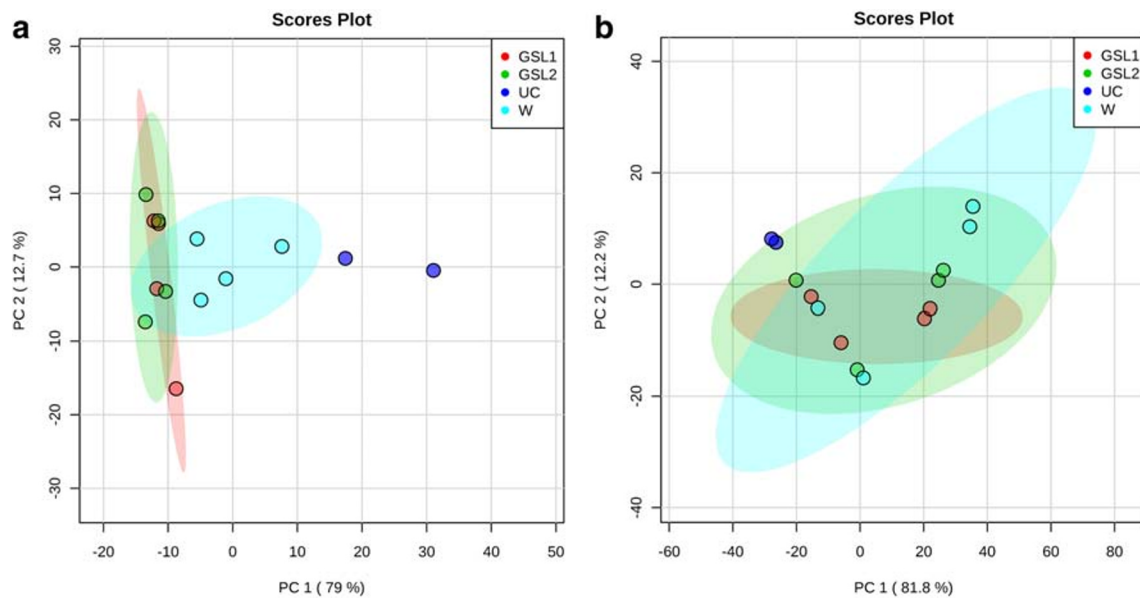 a
Scores Plot
GSL1
GSL2
UC
W
30
20
10
0
-10
-20
-30
PC 2 ( 12.7 %)
-20 -10 0 10 20 30 40 50
PC 1 ( 79 %)
b
Scores Plot
GSL1
GSL2
UC
W
40
20
0
-20
-40
PC 2 ( 12.2 %)
-60 -40 -20 0 20 40 60 80
PC 1 ( 81.8 %)